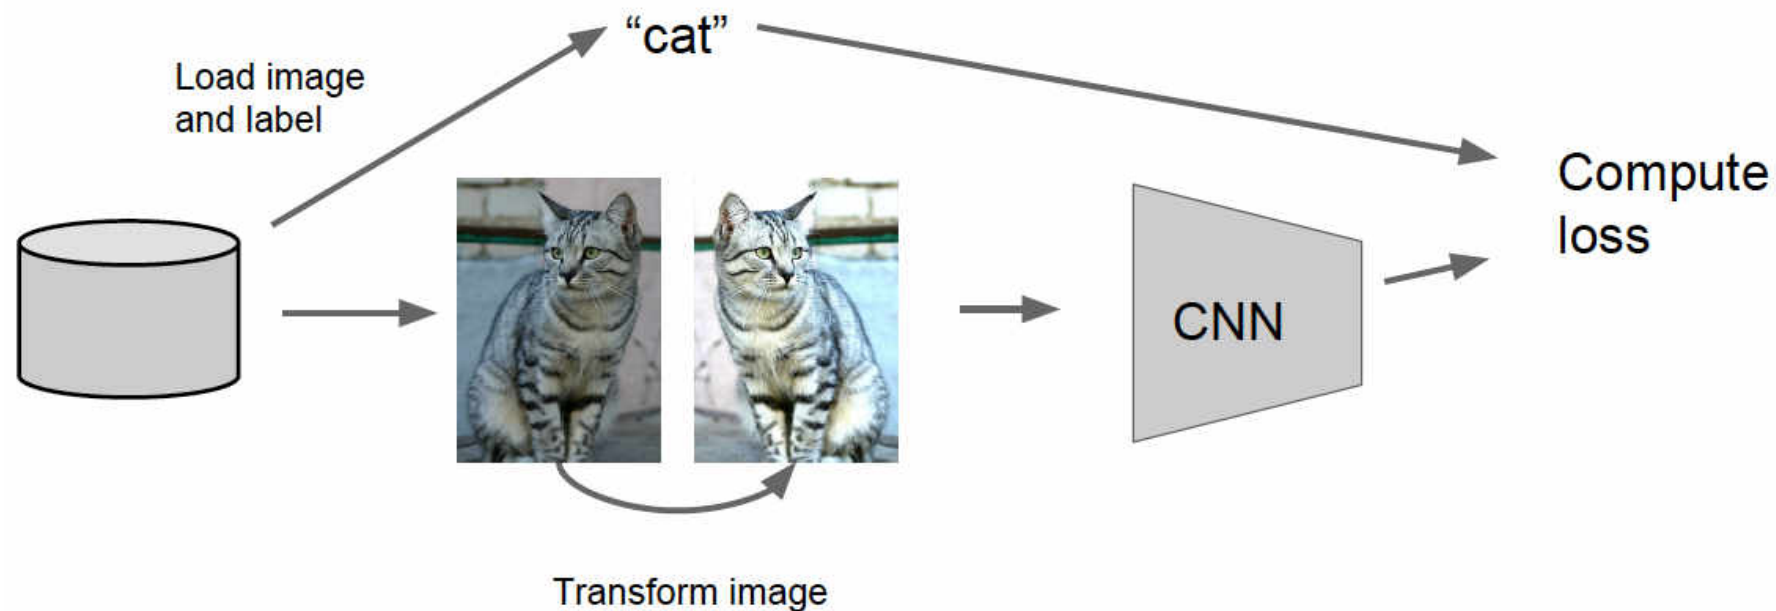 “cat”
Load image
and label
Compute
loss
CNN
Transform image